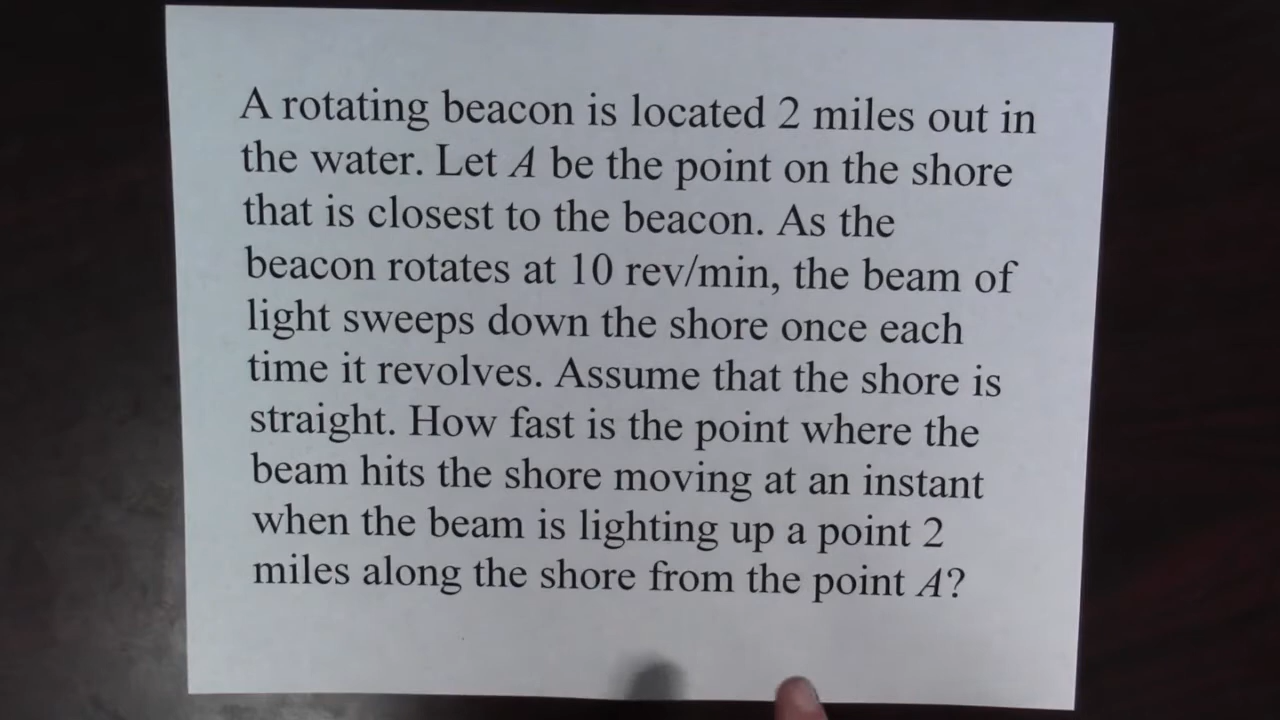 A rotating beacon is located 2 miles out in
the water. Let A be the point on the shore
that is closest to the beacon. As the
beacon rotates at 10 rev/min, the beam of
light sweeps down the shore once each
time it revolves. Assume that the shore is
straight. How fast is the point where the
beam hits the shore moving at an instant
when the beam is lighting up a point 2
miles along the shore from the point A?